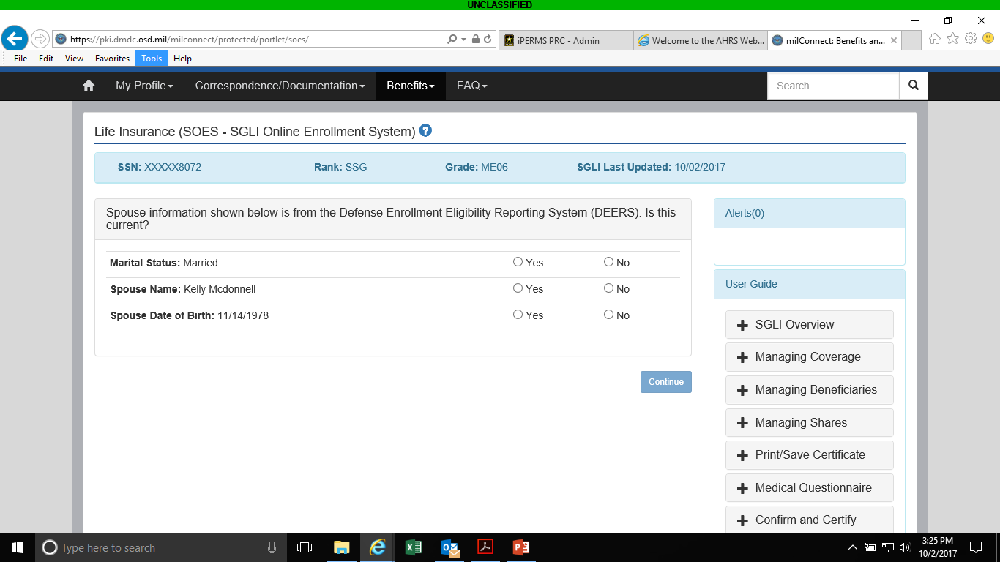 UNCLASSIFIED
https://pki.dmdc.osd.mil/milconnect/protected/portlet/soes/
iPERMS PRC - Admin
Welcome to the AHRS Web...
milConnect: Benefits an...
File Edit View Favorites Tools Help
My Profile Correspondence/Documentation Benefits FAQ
Search
Life Insurance (SOES - SGLI Online Enrollment System)
SSN: XXXXX8072 Rank: SSG Grade: ME06 SGLI Last Updated: 10/02/2017
Spouse information shown below is from the Defense Enrollment Eligibility Reporting System (DEERS). Is this
current?
Marital Status: Married Yes No
Spouse Name: Kelly Mcdonnell Yes No
Spouse Date of Birth: 11/14/1978 Yes No
Continue
Alerts(0)
User Guide
SGLI Overview
Managing Coverage
Managing Beneficiaries
Managing Shares
Print/Save Certificate
Medical Questionnaire
Confirm and Certify
Type here to search
3:25 PM
10/2/2017